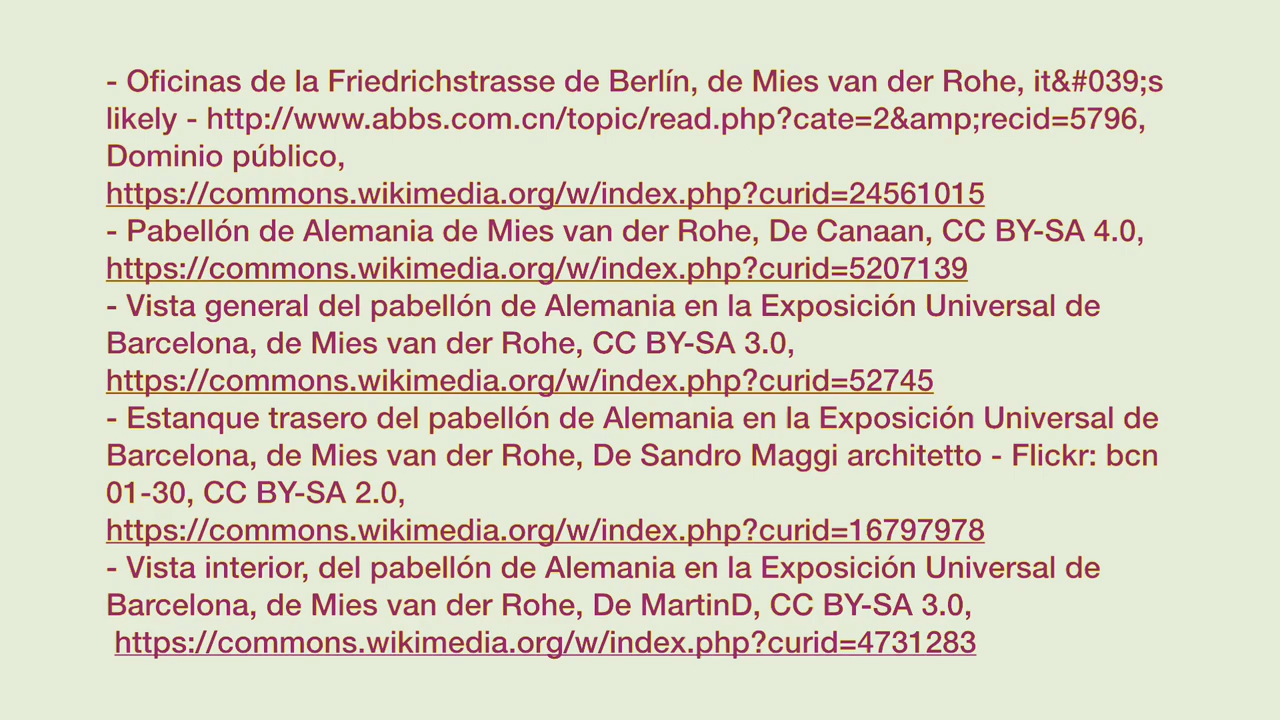 - Oficinas de la Friedrichstrasse de Berlín, de Mies van der Rohe, it&#039;s
likely - http://www.abbs.com.cn/topic/read.php?cate=2&amp;recid=5796,
Dominio público,
https://commons.wikimedia.org/w/index.php?curid=24561015
- Pabellón de Alemania de Mies van der Rohe, De Canaan, CC BY-SA 4.0,
https://commons.wikimedia.org/w/index.php?curid=5207139
- Vista general del pabellón de Alemania en la Exposición Universal de
Barcelona, de Mies van der Rohe, CC BY-SA 3.0,
https://commons.wikimedia.org/w/index.php?curid=52745
- Estanque trasero del pabellón de Alemania en la Exposición Universal de
Barcelona, de Mies van der Rohe, De Sandro Maggi architetto - Flickr: bcn
01-30, CC BY-SA 2.0,
https://commons.wikimedia.org/w/index.php?curid=16797978
- Vista interior, del pabellón de Alemania en la Exposición Universal de
Barcelona, de Mies van der Rohe, De MartinD, CC BY-SA 3.0,
https://commons.wikimedia.org/w/index.php?curid=4731283